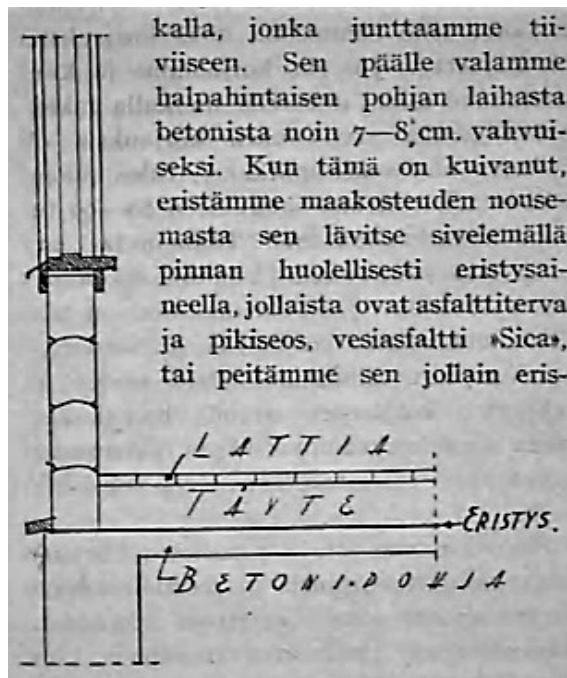 kalla, jonka junttaamme tii-
viiseen. Sen päälle valamme
halpahintaisen pohjan laihasta
betonista noin 7—8 cm. vahvui-
seksi. Kun tämä on kuivanut,
eristämme maakosteuden nouse-
masta sen lävitse sivelemällä
pinnan huolellisesti eristysai-
neella, jollaista ovat asfalttiterva
ja pikiseos, vesiasfaltti »Sica»,
tai peitämme sen jollain eris-
LATTIA
TÄYTE
ERISTYS.
BETONI-POHJA